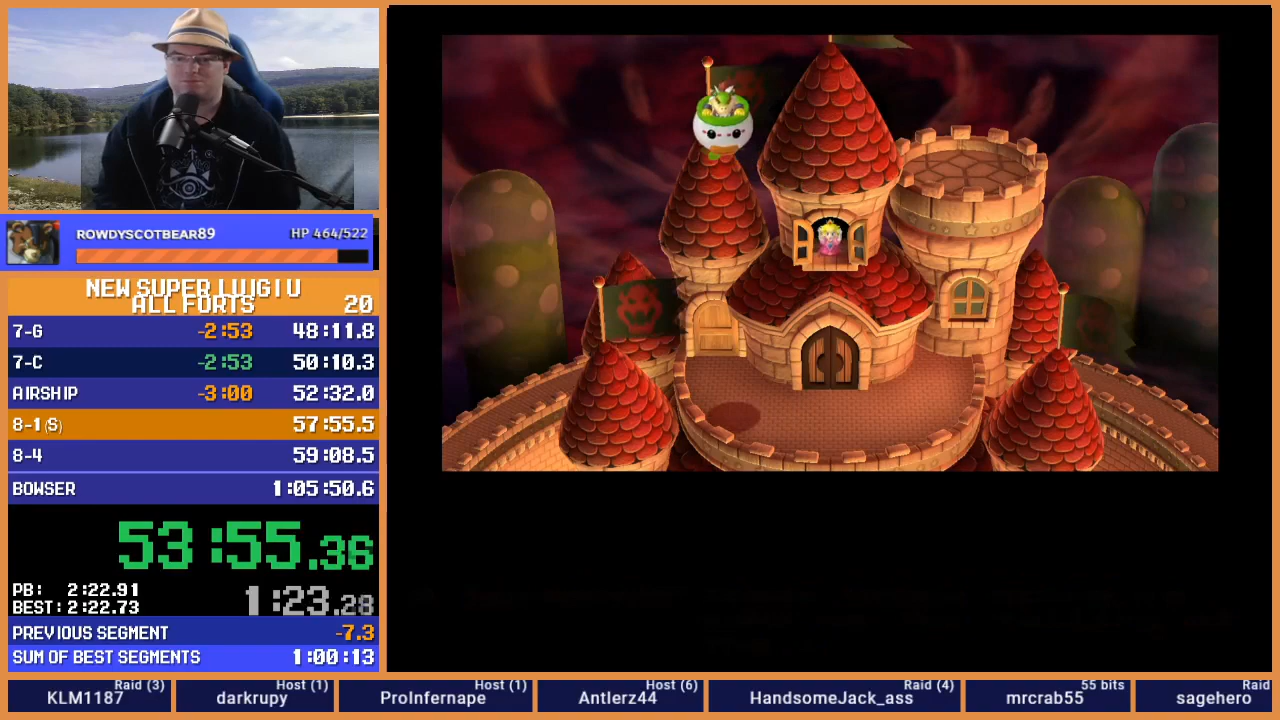 ROWDYSCOTBEAR89 HP 464/522
NEW SUPER LUIGI U
ALL FORTS 20
7-G -2:53 48:11.8
7-C -2:53 50:10.3
AIRSHIP -3:00 52:32.0
8-1 (S) 57:55.5
8-4 59:08.5
BOWSER 1:05:50.6
53:55.36
PB: 2:22.91
BEST: 2:22.73
1:23.28
PREVIOUS SEGMENT -7.3
SUM OF BEST SEGMENTS 1:00:13
Raid (3) Host (1) Host (1) Host (6) Raid (4) 55 bits Raid
KLM1187 darkrupy ProInfernape Antlerz44 HandsomeJack_ass mrcrab55 sagehero